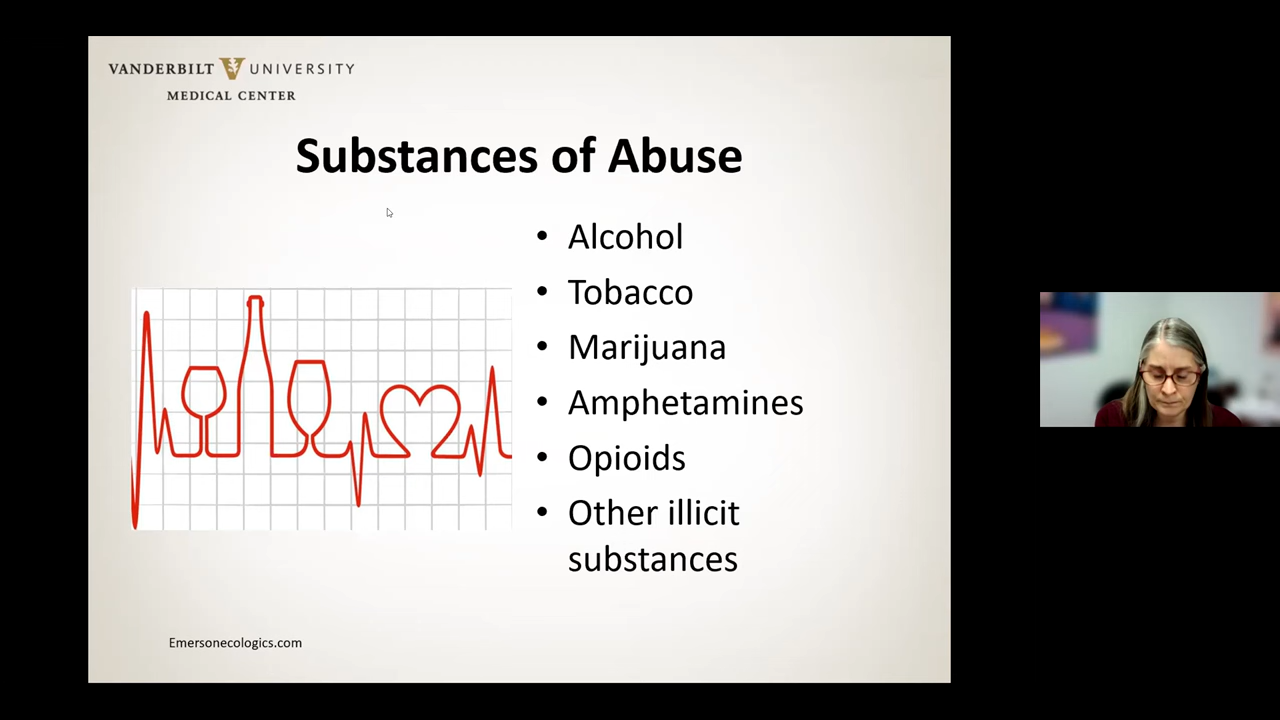 VANDERBILT UNIVERSITY
MEDICAL CENTER
Substances of Abuse
• Alcohol
• Tobacco
• Marijuana
• Amphetamines
• Opioids
• Other illicit
substances
Emersonecologics.com